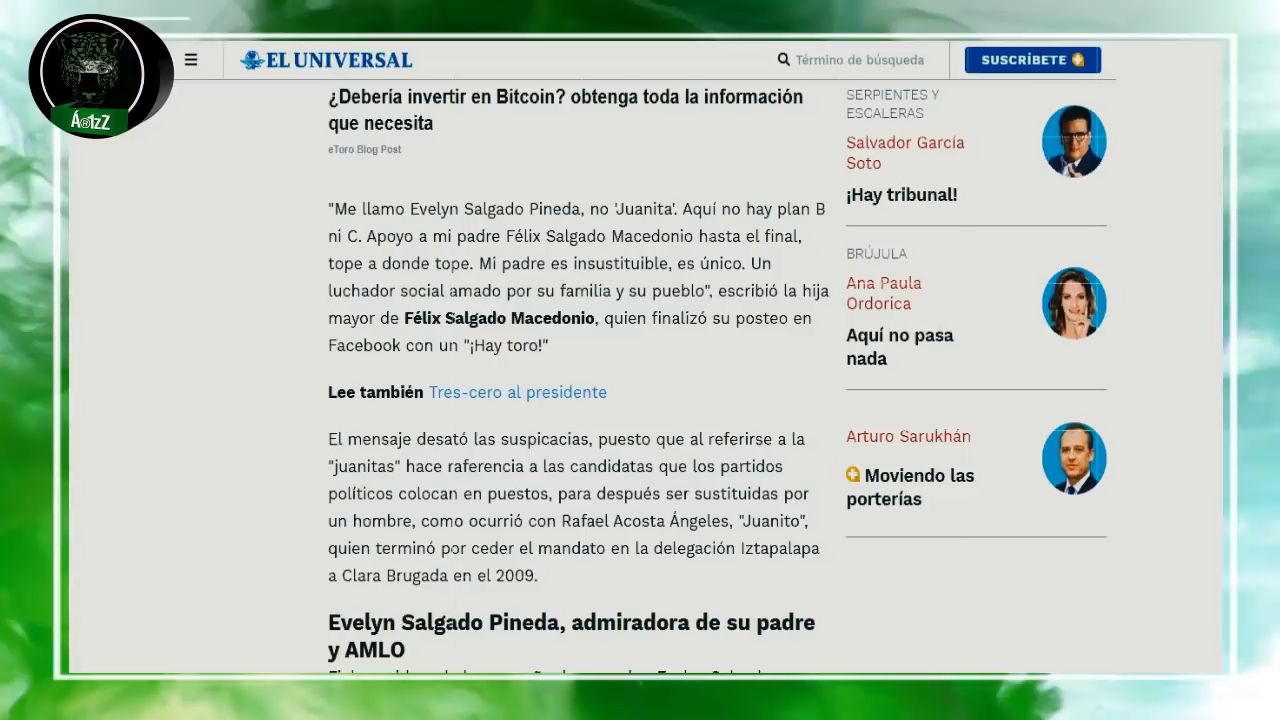 EL UNIVERSAL
Término de búsqueda
SUSCRÍBETE
¿Debería invertir en Bitcoin? obtenga toda la información
que necesita
eToro Blog Post
"Me llamo Evelyn Salgado Pineda, no 'Juanita'. Aquí no hay plan B
ni C. Apoyo a mi padre Félix Salgado Macedonio hasta el final,
tope a donde tope. Mi padre es insustituible, es único. Un
luchador social amado por su familia y su pueblo", escribió la hija
mayor de Félix Salgado Macedonio, quien finalizó su posteo en
Facebook con un "¡Hay toro!"
Lee también Tres-cero al presidente
El mensaje desató las suspicacias, puesto que al referirse a la
"juanitas" hace raferencia a las candidatas que los partidos
políticos colocan en puestos, para después ser sustituidas por
un hombre, como ocurrió con Rafael Acosta Ángeles, "Juanito",
quien terminó por ceder el mandato en la delegación Iztapalapa
a Clara Brugada en el 2009.
Evelyn Salgado Pineda, admiradora de su padre
y AMLO
SERPIENTES Y
ESCALERAS
Salvador García
Soto
¡Hay tribunal!
BRÚJULA
Ana Paula
Ordorica
Aquí no pasa
nada
Arturo Sarukhán
Moviendo las
porterías